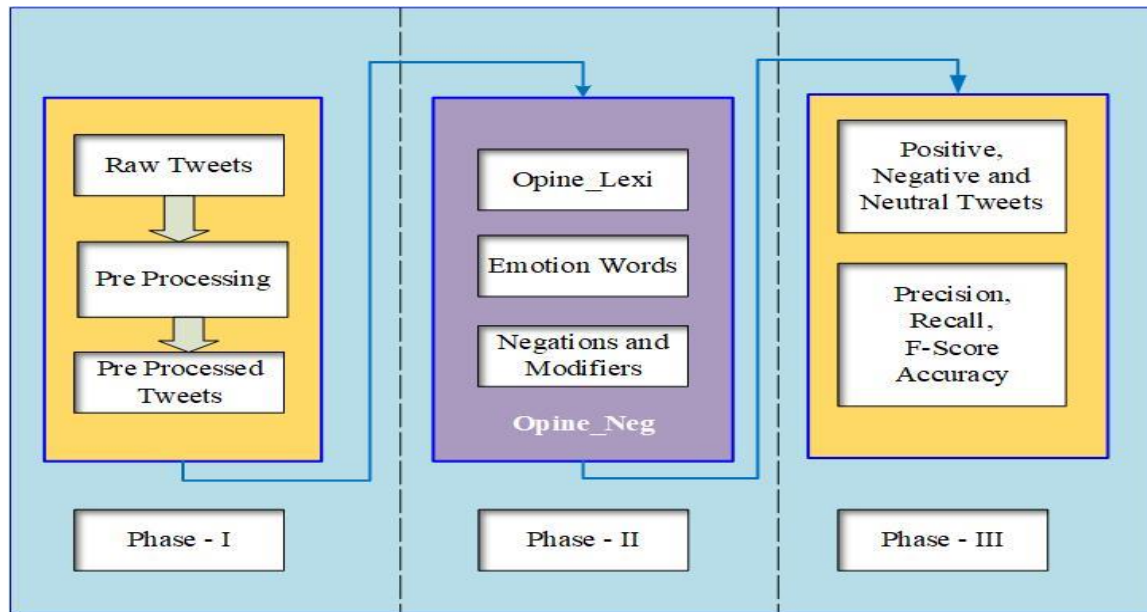 Raw Tweets
Pre Processing
Pre Processed
Tweets
Phase - I
Opine_Lexi
Emotion Words
Negations and
Modifiers
Opine_Neg
Phase - II
Positive,
Negative and
Neutral Tweets
Precision,
Recall,
F-Score
Accuracy
Phase - III